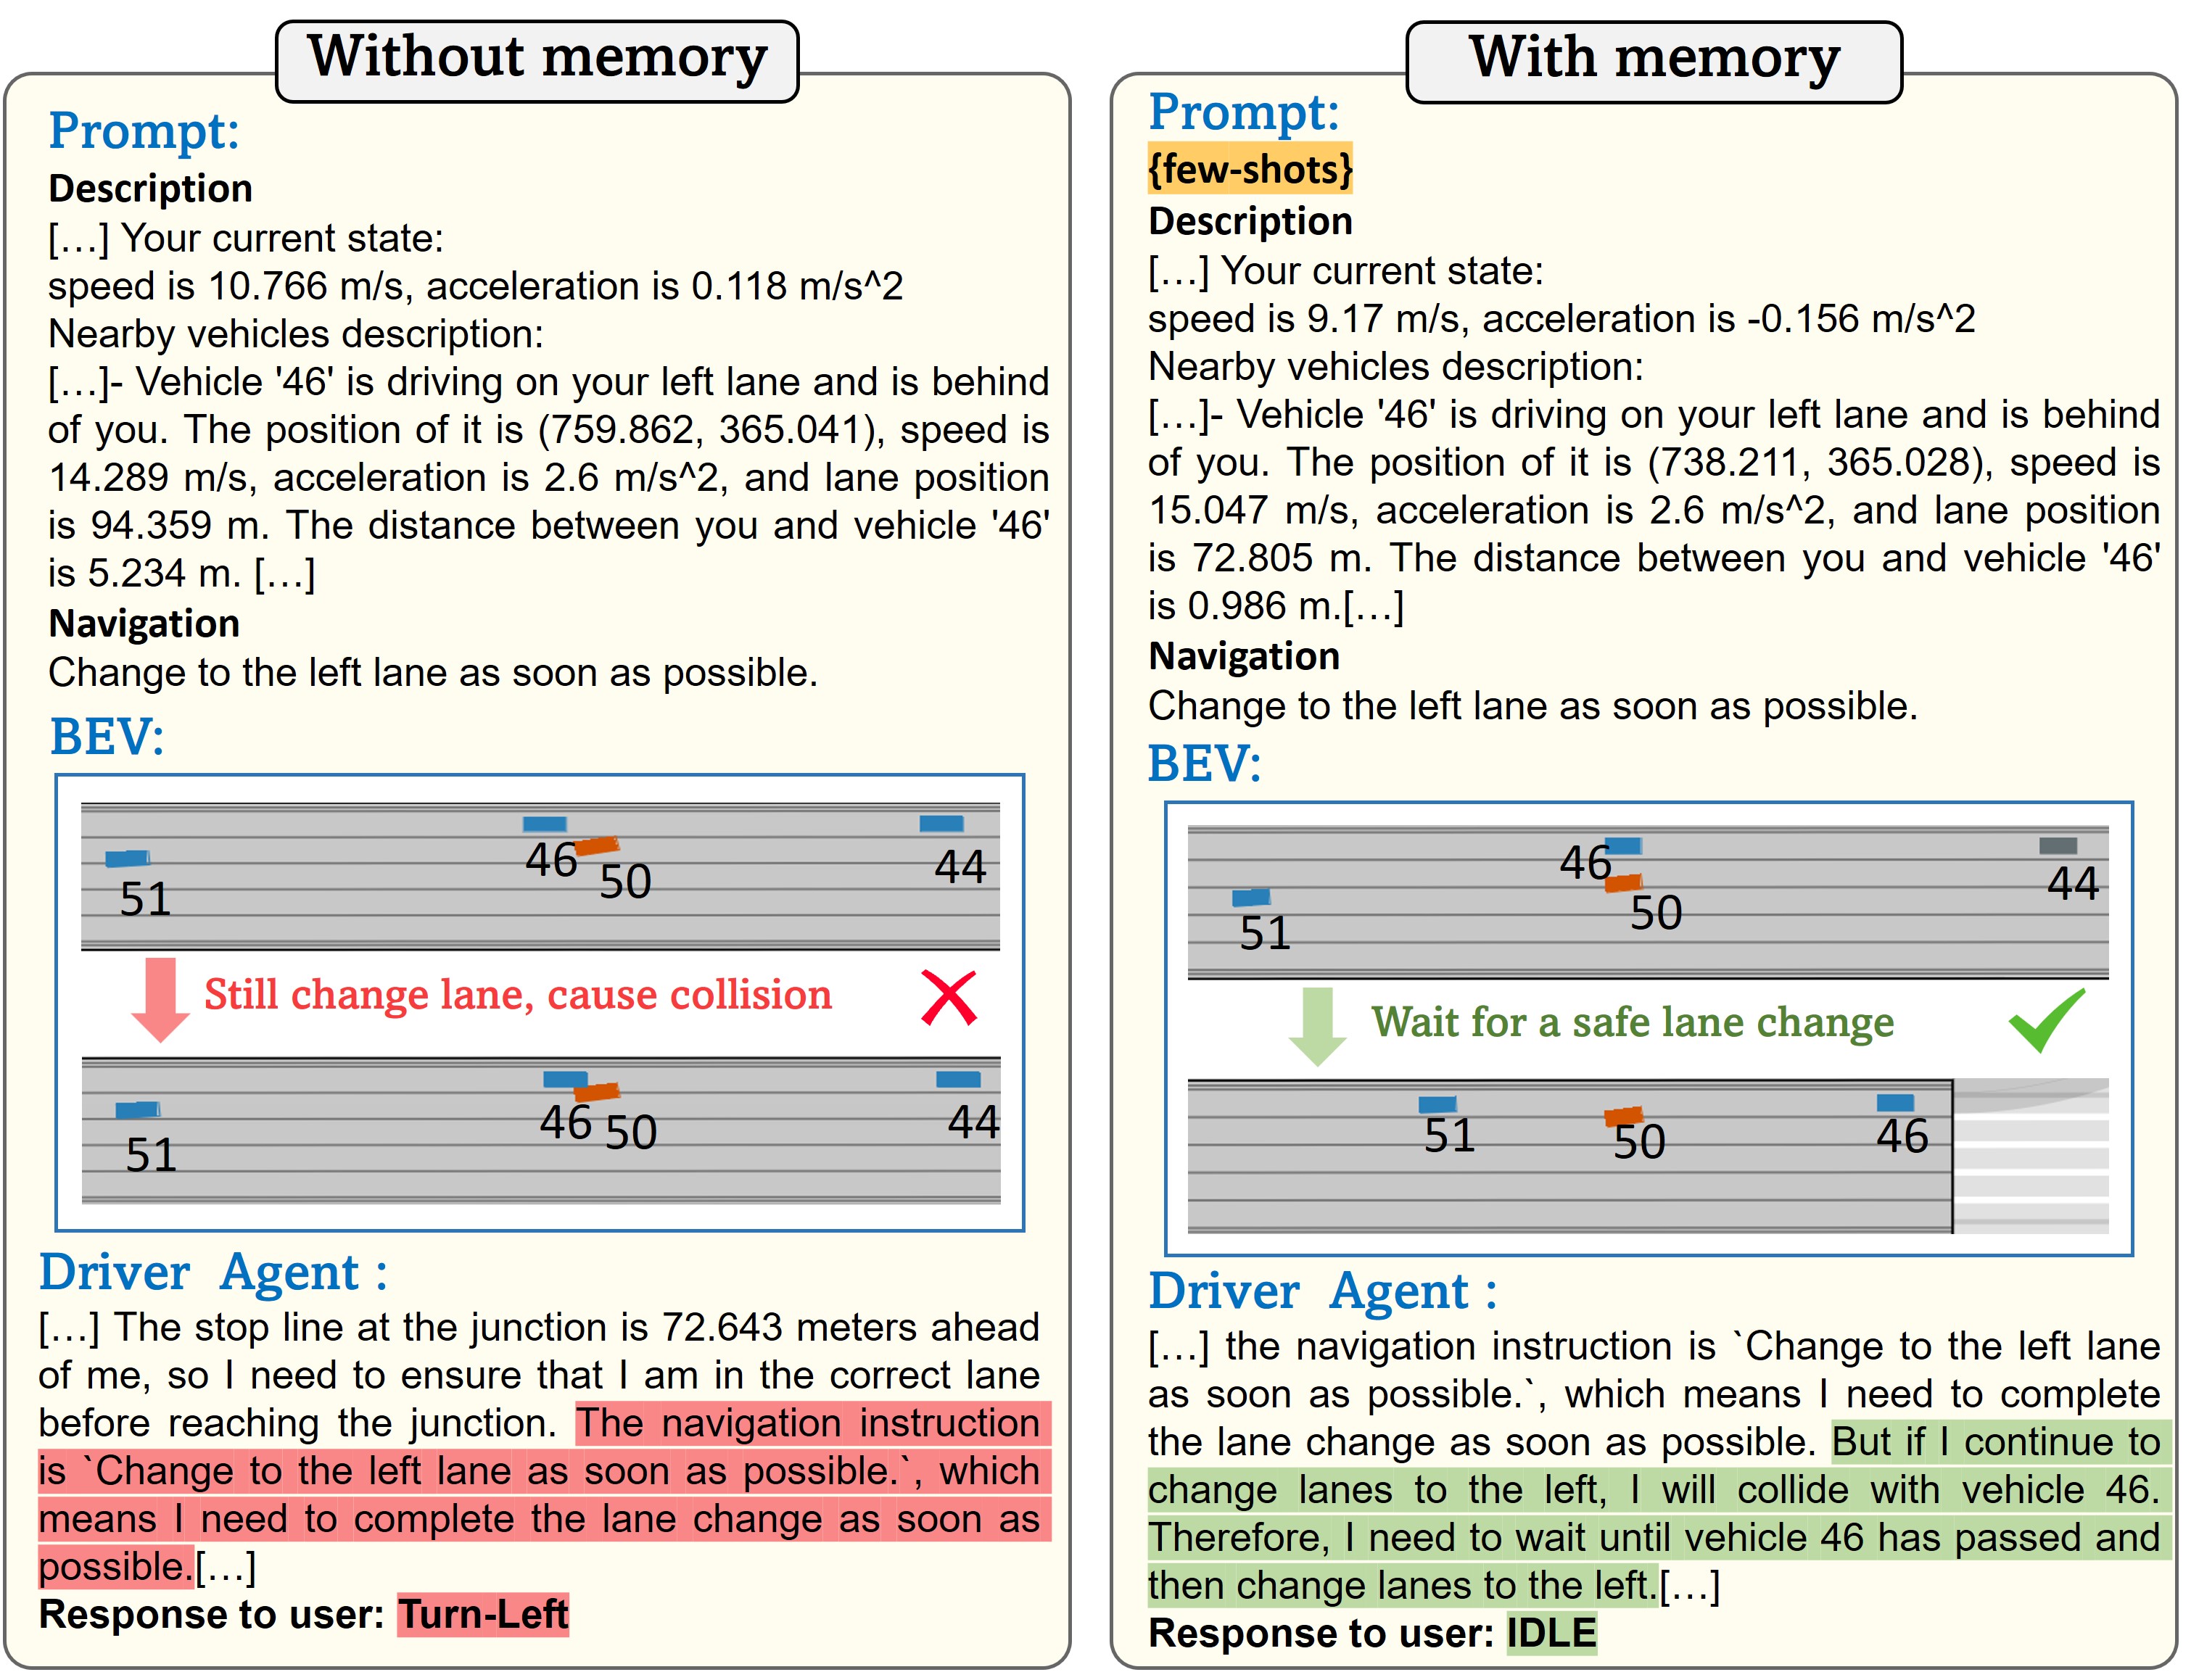 Without memory
Prompt:
Description
[…] Your current state:
speed is 10.766 m/s, acceleration is 0.118 m/s^2
Nearby vehicles description:
[…]- Vehicle '46' is driving on your left lane and is behind
of you. The position of it is (759.862, 365.041), speed is
14.289 m/s, acceleration is 2.6 m/s^2, and lane position
is 94.359 m. The distance between you and vehicle '46'
is 5.234 m. […]
Navigation
Change to the left lane as soon as possible.
BEV:
51
46
50
44
Still change lane, cause collision
51
46
50
44
Driver Agent :
[…] The stop line at the junction is 72.643 meters ahead
of me, so I need to ensure that I am in the correct lane
before reaching the junction. The navigation instruction
is `Change to the left lane as soon as possible.`, which
means I need to complete the lane change as soon as
possible.[…]
Response to user: Turn-Left
With memory
Prompt:
{few-shots}
Description
[…] Your current state:
speed is 9.17 m/s, acceleration is -0.156 m/s^2
Nearby vehicles description:
[…]- Vehicle '46' is driving on your left lane and is behind
of you. The position of it is (738.211, 365.028), speed is
15.047 m/s, acceleration is 2.6 m/s^2, and lane position
is 72.805 m. The distance between you and vehicle '46'
is 0.986 m.[…]
Navigation
Change to the left lane as soon as possible.
BEV:
51
46
50
44
Wait for a safe lane change
51
50
46
Driver Agent :
[…] the navigation instruction is `Change to the left lane
as soon as possible.`, which means I need to complete
the lane change as soon as possible. But if I continue to
change lanes to the left, I will collide with vehicle 46.
Therefore, I need to wait until vehicle 46 has passed and
then change lanes to the left.[…]
Response to user: IDLE